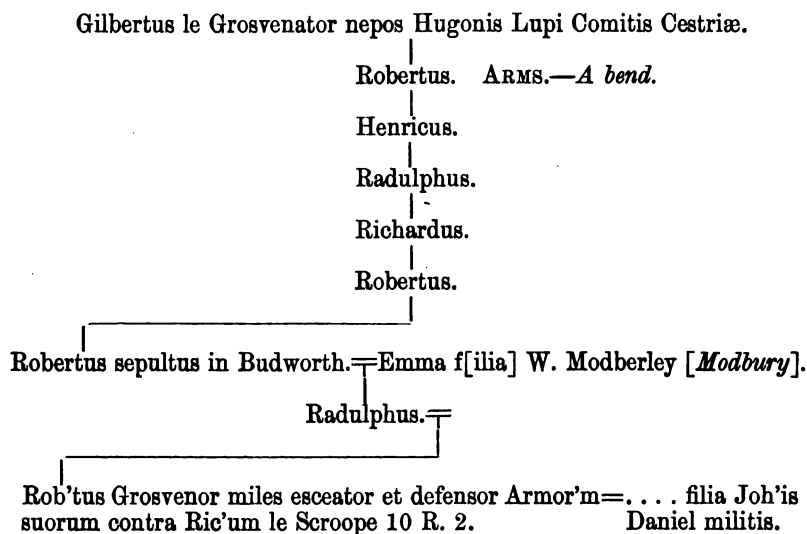 Gilbertus le Grosvenator nepos Hugonis Lupi Comitis Cestriæ.
Robertus. ARMS.—A bend.
Henricus.
Radulphus.
Richardus.
Robertus.
Robertus sepultus in Budworth.=Emma f[ilia] W. Modberley [Modbury].
Radulphus.=
Rob'tus Grosvenor miles esceator et defensor Armor'm=. . . . filia Joh'is
suorum contra Ric'um le Scroope 10 R. 2. Daniel militis.